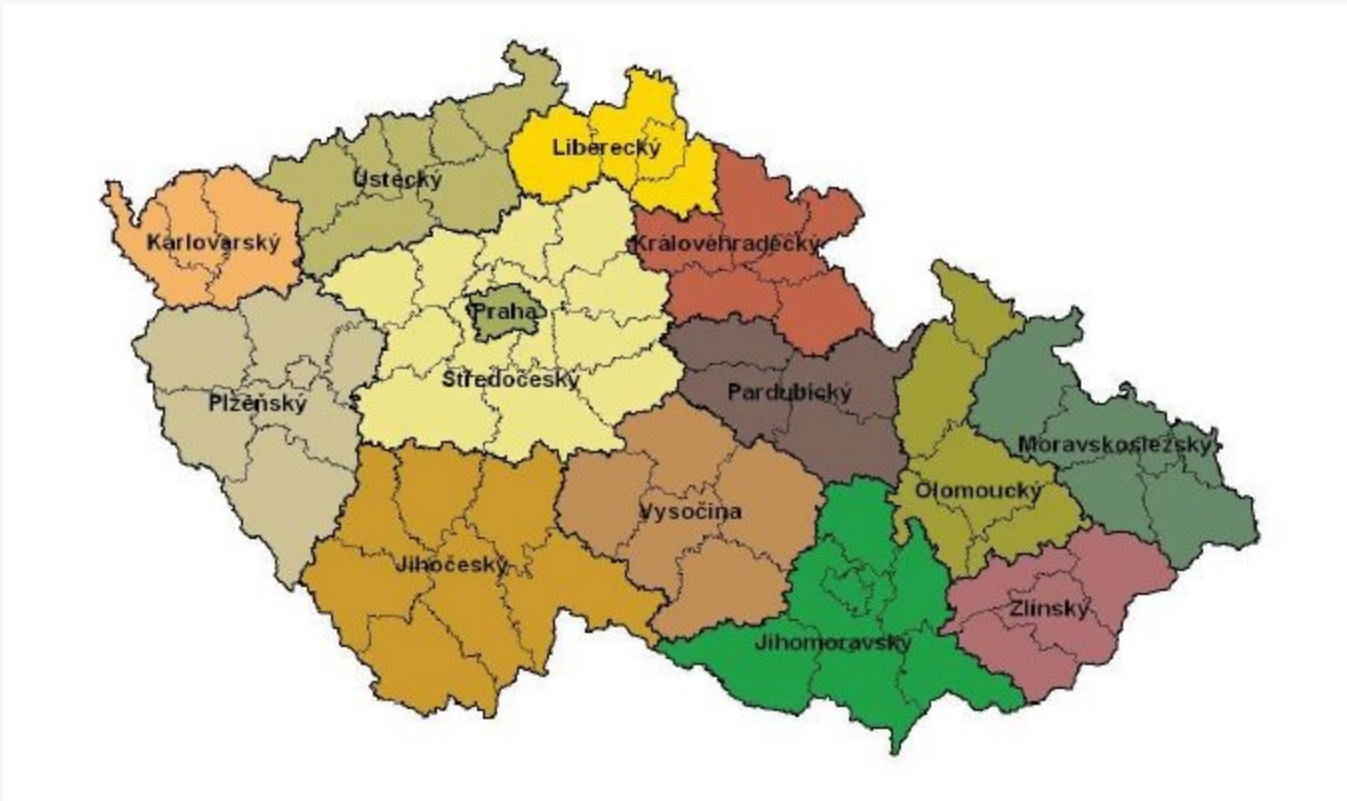 Liberecký
Ústecký
Karlovarský
Královéhradecký
Praha
Středočeský
Pardubický
Plzeňský
Moravskoslezský
Olomoucký
Vysočina
Jihočeský
Zlínský
Jihomoravský